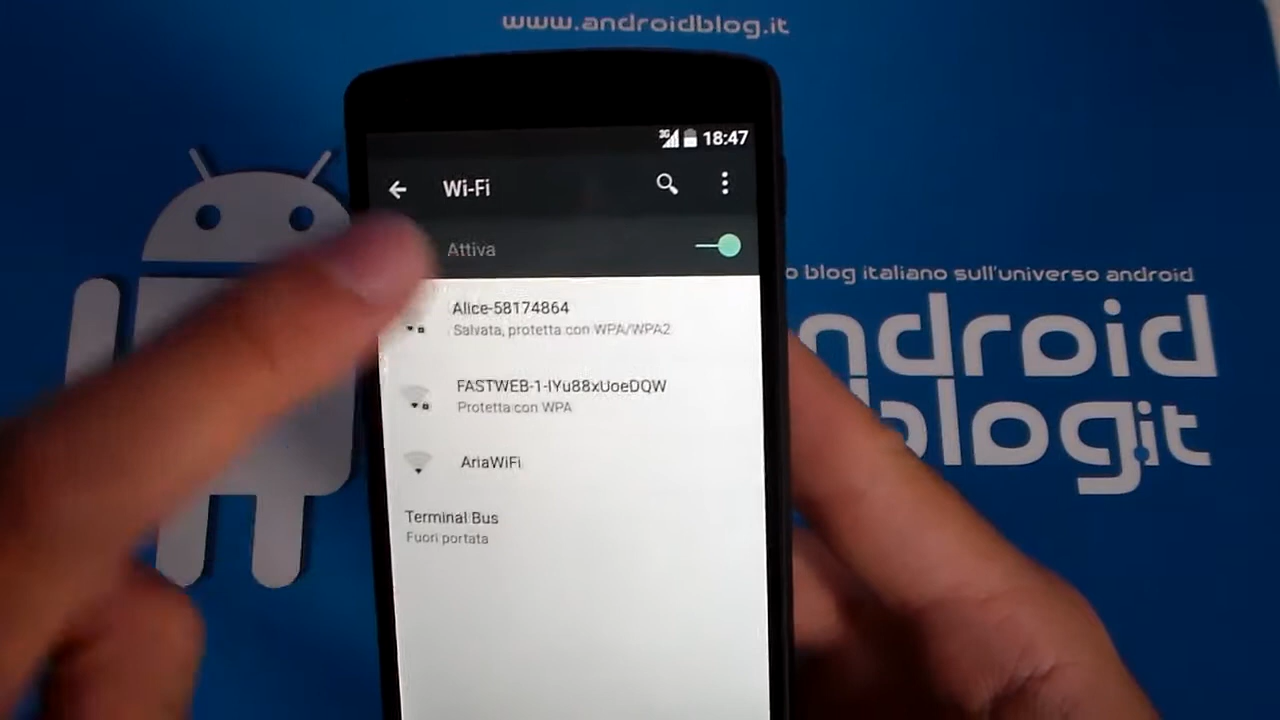 www.androidblog.it
3G 18:47
Wi-Fi
Attiva
Alice-58174864
Salvata, protetta con WPA/WPA2
FASTWEB-1-IYu88xUoeDQW
Protetta con WPA
AriaWiFi
Terminal Bus
Fuori portata
o blog italiano sull'universo android
ndroid
blog.it